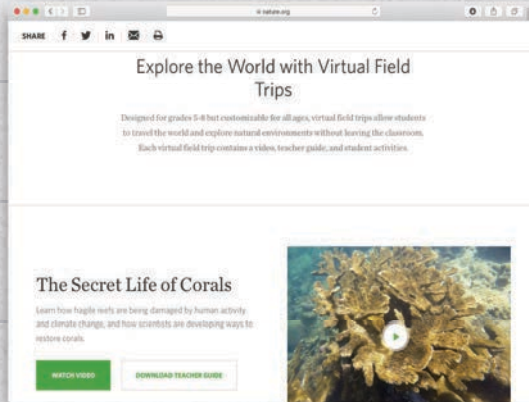 nature.org
SHARE
Explore the World with Virtual Field
Trips
Designed for grades 5-8 but customizable for all ages, virtual field trips allow students
to travel the world and explore natural environments without leaving the classroom.
Each virtual field trip contains a video, teacher guide, and student activities.
The Secret Life of Corals
Learn how fragile reefs are being damaged by human activity
and climate change, and how scientists are developing ways to
restore corals.
WATCH VIDEO
DOWNLOAD TEACHER GUIDE